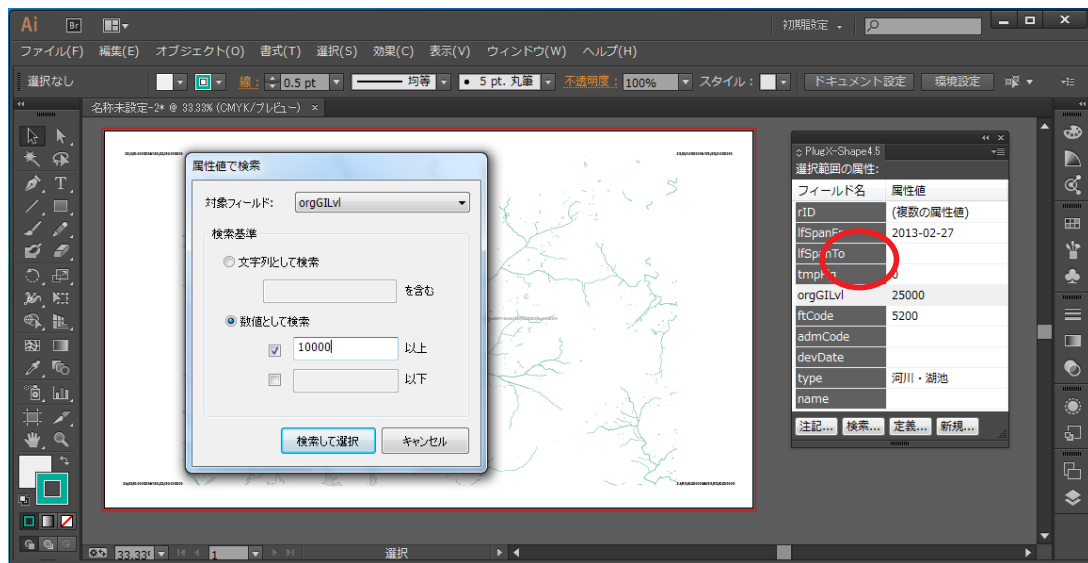 Ai Br 初期設定
ファイル(F) 編集(E) オブジェクト(O) 書式(T) 選択(S) 効果(C) 表示(V) ウィンドウ(W) ヘルプ(H)
選択なし 線: 0.5 pt 均等 5 pt. 丸筆 不透明度: 100% スタイル: ドキュメント設定 環境設定
名称未設定-2* @ 33.33% (CMYK/プレビュー) ×
属性値で検索
対象フィールド: orgGILvl
検索基準
文字列として検索
を含む
数値として検索
10000 以上
以下
検索して選択 キャンセル
PlugX-Shape4.5
選択範囲の属性:
フィールド名 属性値
rID (複数の属性値)
lfSpanFr 2013-02-27
lfSpanTo
0
orgGILvl 25000
ftCode 5200
admCode
devDate
type 河川・湖池
name
注記... 検索... 定義... 新規...
1 選択